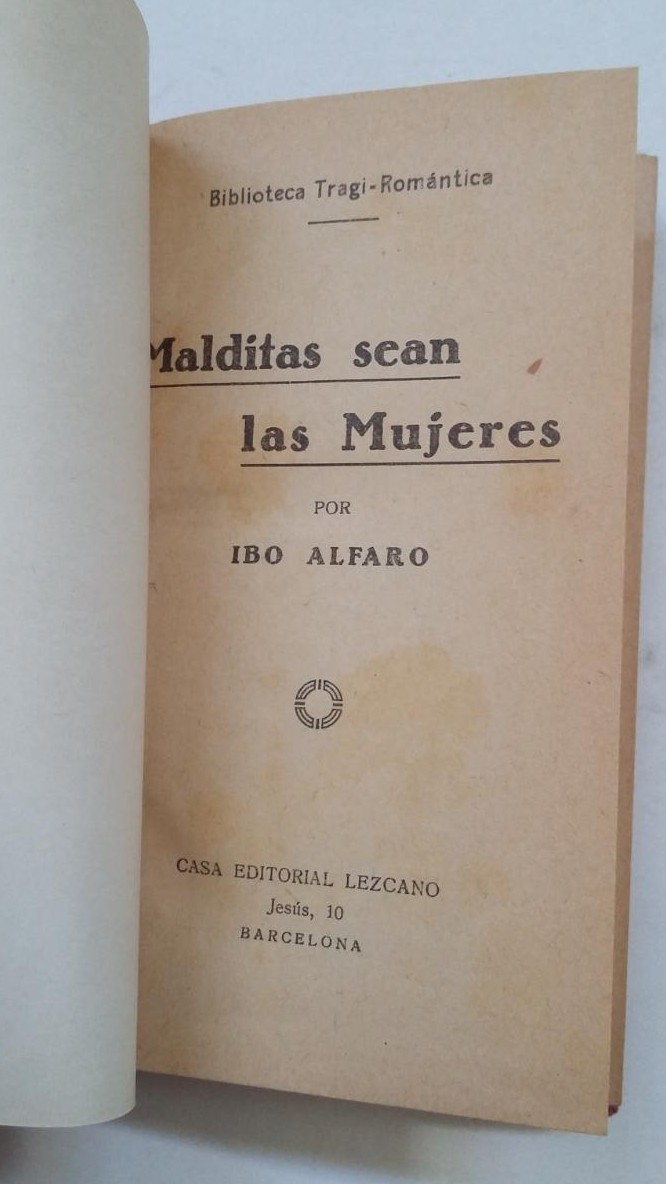 Biblioteca Tragi-Romántica
Malditas sean
las Mujeres
POR
IBO ALFARO
CASA EDITORIAL LEZCANO
Jesús, 10
BARCELONA